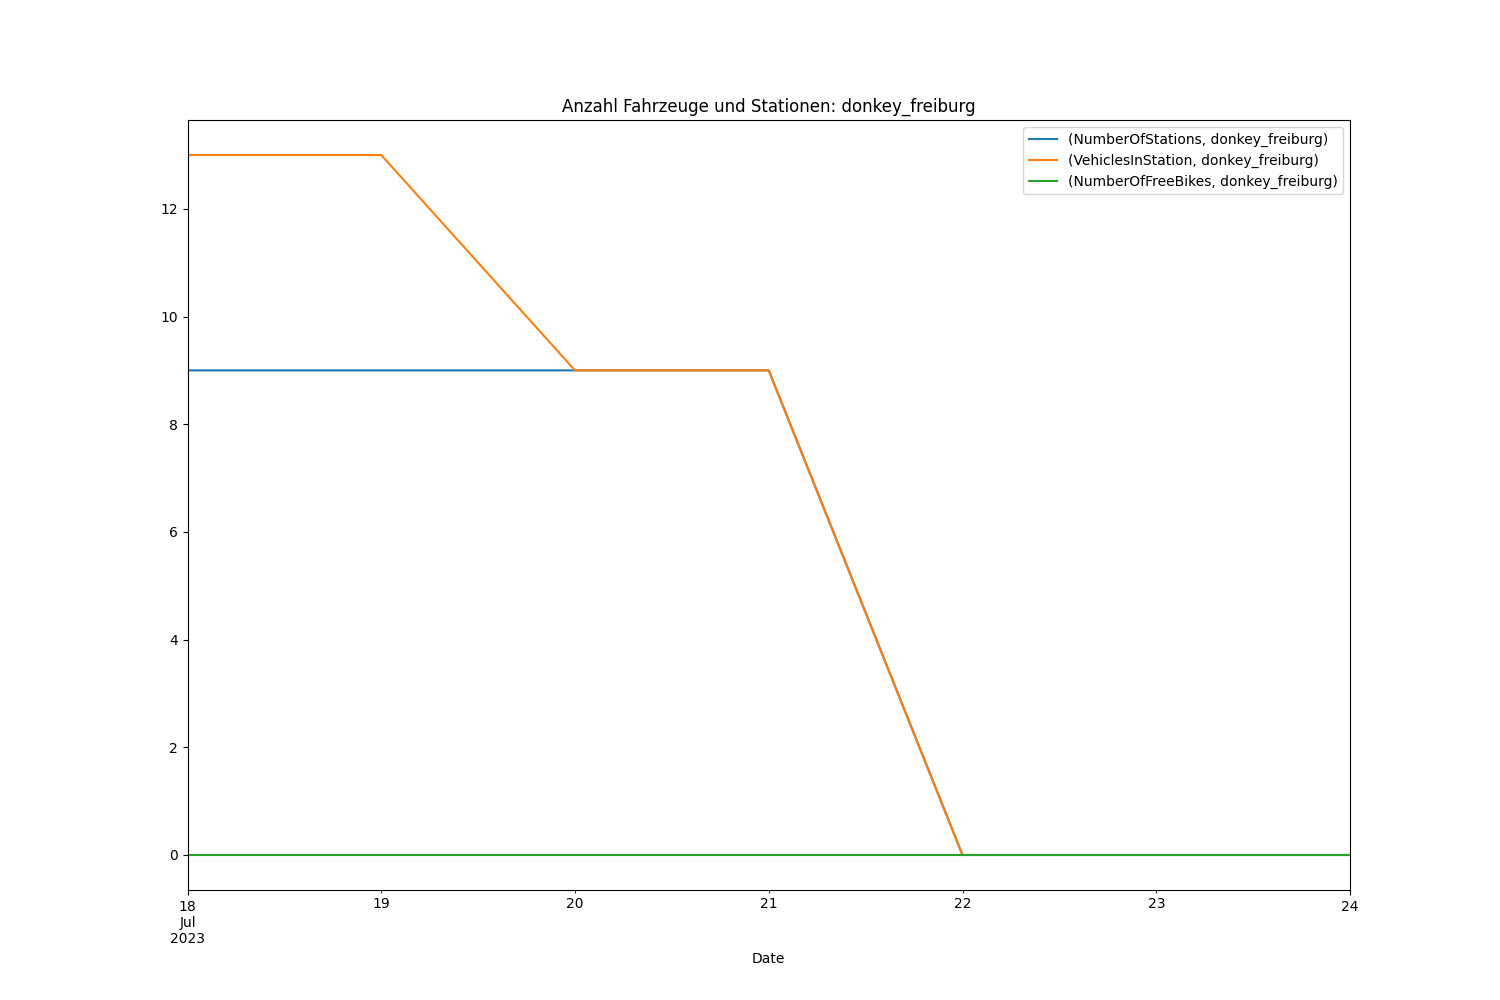 Anzahl Fahrzeuge und Stationen: donkey_freiburg
(NumberOfStations, donkey_freiburg)
(VehiclesInStation, donkey_freiburg)
(NumberOfFreeBikes, donkey_freiburg)
12
10
8
6
4
2
0
18 19 20 21 22 23 24
Jul
2023
Date